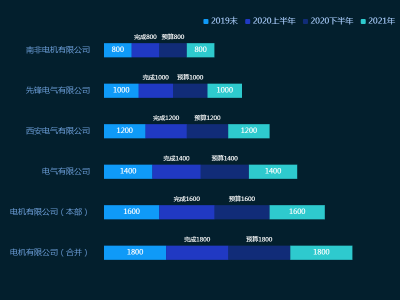 2019末 2020上半年 2020下半年 2021年
完成800 预算800
南非电机有限公司 800 800
完成1000 预算1000
先锋电气有限公司 1000 1000
完成1200 预算1200
西安电气有限公司 1200 1200
完成1400 预算1400
电气有限公司 1400 1400
完成1600 预算1600
电机有限公司（本部） 1600 1600
完成1800 预算1800
电机有限公司（合并） 1800 1800